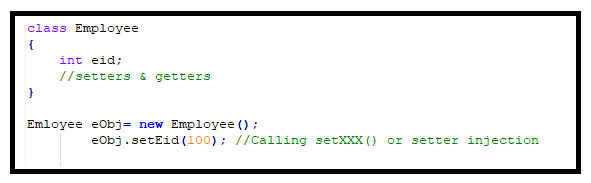 class Employee
{
int eid;
//setters & getters
}
Emloyee eObj= new Employee();
eObj.setEid(100); //Calling setXXX() or setter injection